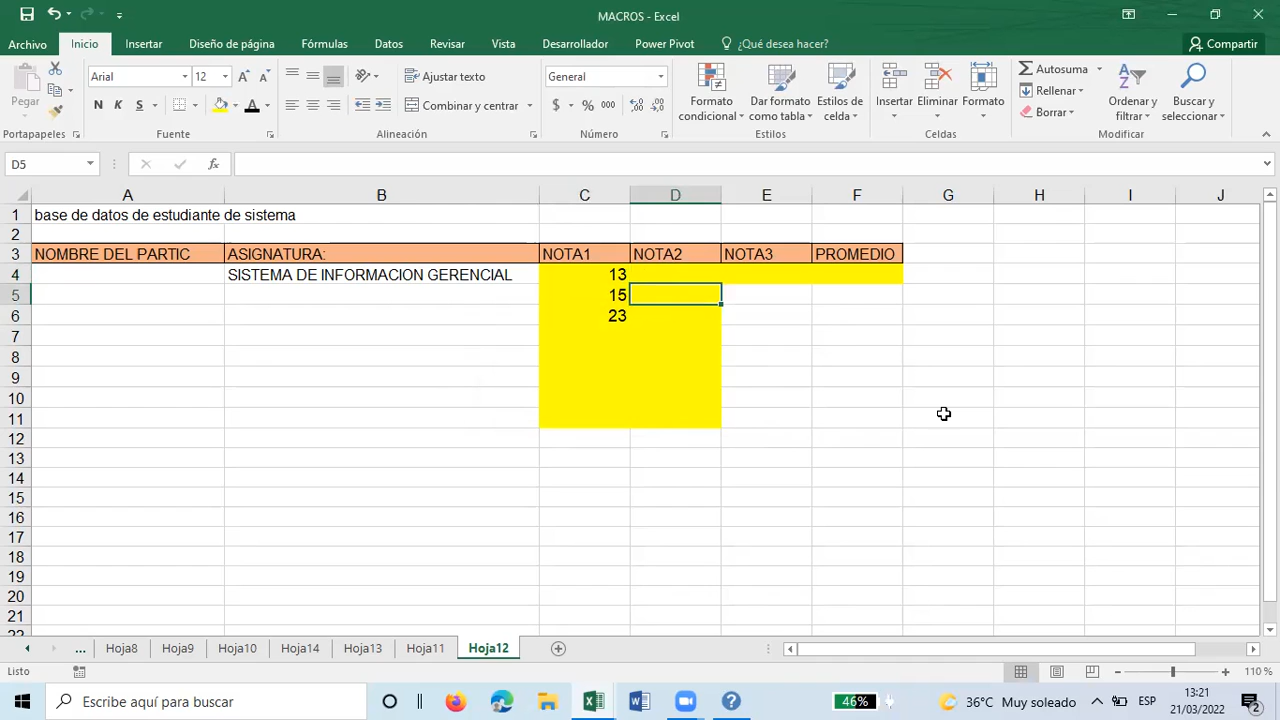 MACROS - Excel
Archivo Inicio Insertar Diseño de página Fórmulas Datos Revisar Vista Desarrollador Power Pivot ¿Qué desea hacer? Compartir
Pegar
Arial 12
N K S
Ajustar texto
Combinar y centrar
General
$ % 000
Formato condicional
Dar formato como tabla
Estilos de celda
Insertar Eliminar Formato
Autosuma
Rellenar
Borrar
Ordenar y filtrar
Buscar y seleccionar
Portapapeles Fuente Alineación Número Estilos Celdas Modificar
D5 fx
A B C D E F G H I J
1 base de datos de estudiante de sistema
2
3 NOMBRE DEL PARTIC ASIGNATURA: NOTA1 NOTA2 NOTA3 PROMEDIO
4 SISTEMA DE INFORMACION GERENCIAL 13
5 15
6 23
7
8
9
10
11
12
13
14
15
16
17
18
19
20
21
22
... Hoja8 Hoja9 Hoja10 Hoja14 Hoja13 Hoja11 Hoja12
Listo 110 %
Escribe aquí para buscar 46% 36°C Muy soleado ESP 13:21
21/03/2022 2